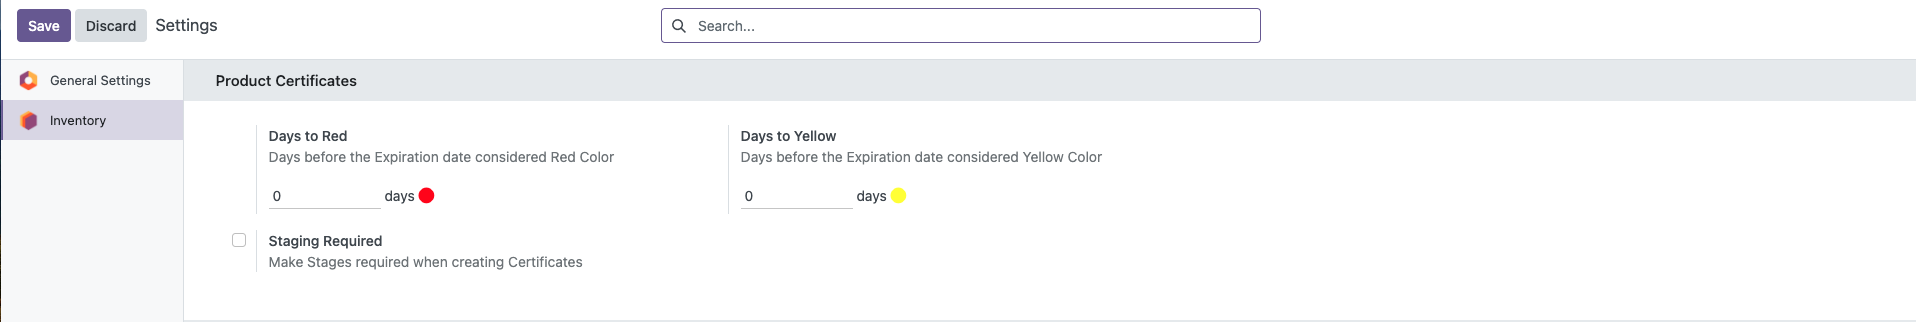 Save Discard Settings Search...
General Settings
Inventory
Product Certificates
Days to Red
Days before the Expiration date considered Red Color
0 days
Days to Yellow
Days before the Expiration date considered Yellow Color
0 days
Staging Required
Make Stages required when creating Certificates